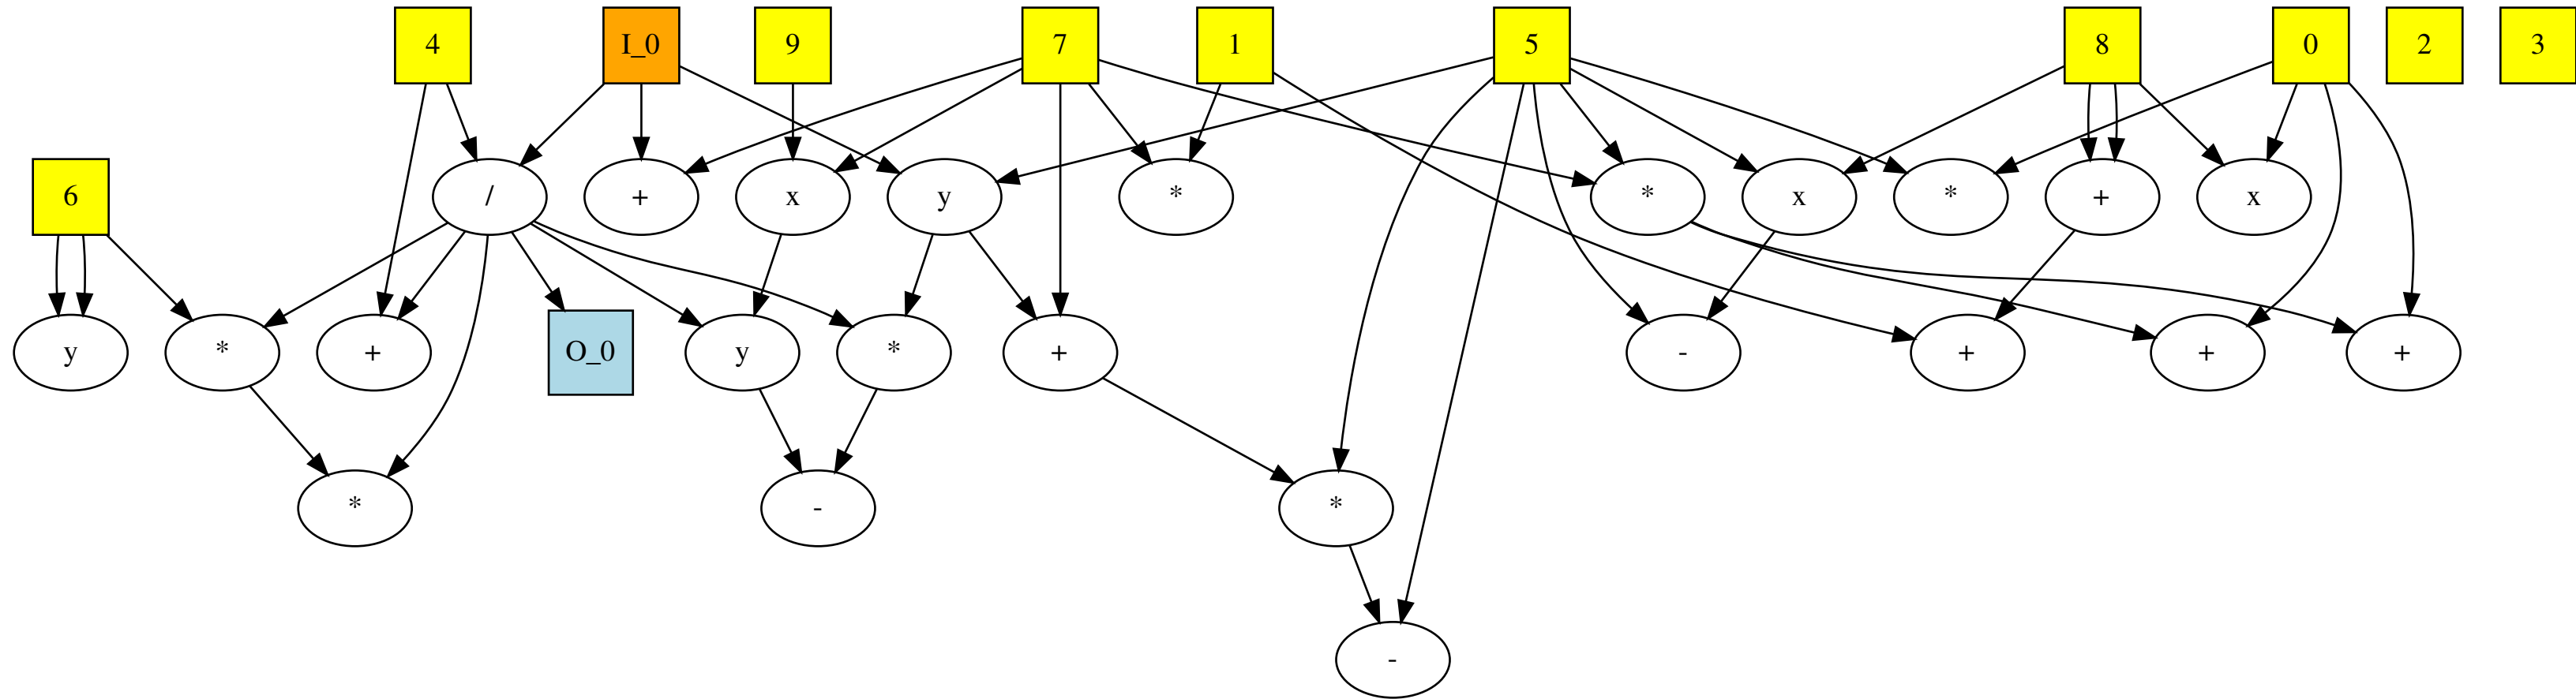 4 I_0 9 7 1 5 8 0 2 3
6 / + x y * * x * + x
y * + O_0 y * + - + + +
* - *
-